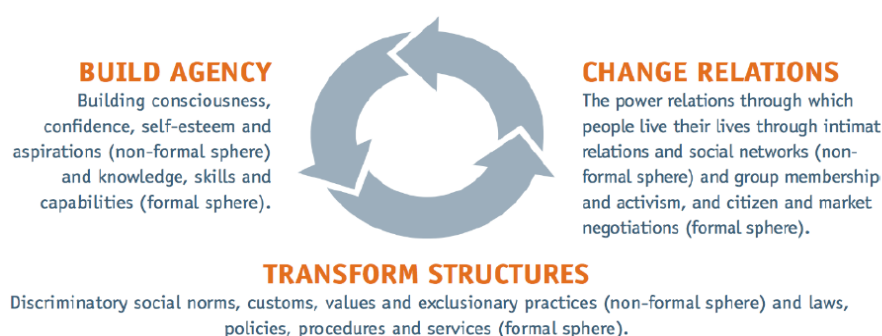 BUILD AGENCY
Building consciousness,
confidence, self-esteem and
aspirations (non-formal sphere)
and knowledge, skills and
capabilities (formal sphere).
CHANGE RELATIONS
The power relations through which
people live their lives through intimat
relations and social networks (non-
formal sphere) and group membership
and activism, and citizen and market
negotiations (formal sphere).
TRANSFORM STRUCTURES
Discriminatory social norms, customs, values and exclusionary practices (non-formal sphere) and laws,
policies, procedures and services (formal sphere).